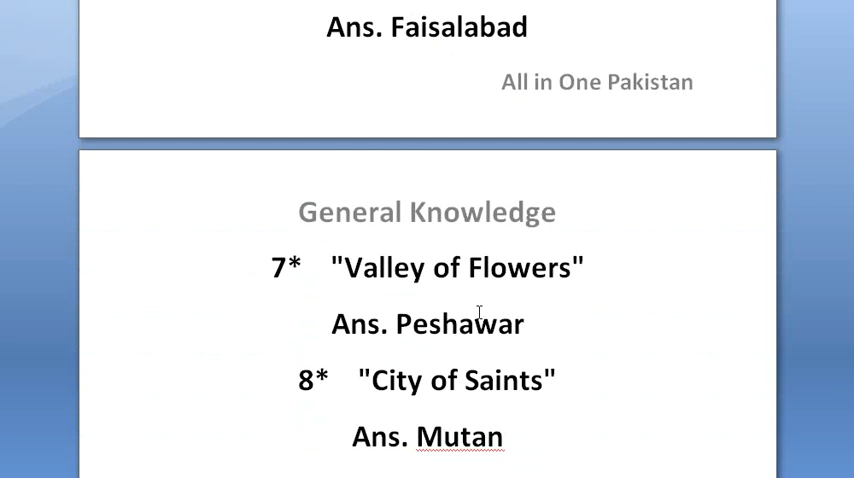 Ans. Faisalabad
All in One Pakistan
General Knowledge
7* "Valley of Flowers"
Ans. Peshawar
8* "City of Saints"
Ans. Mutan